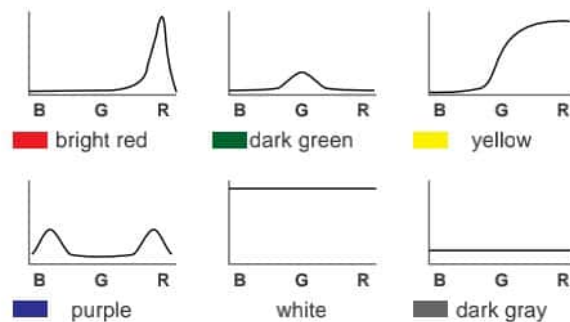 B G R
B G R
B G R
bright red
dark green
yellow
B G R
B G R
B G R
purple
white
dark gray